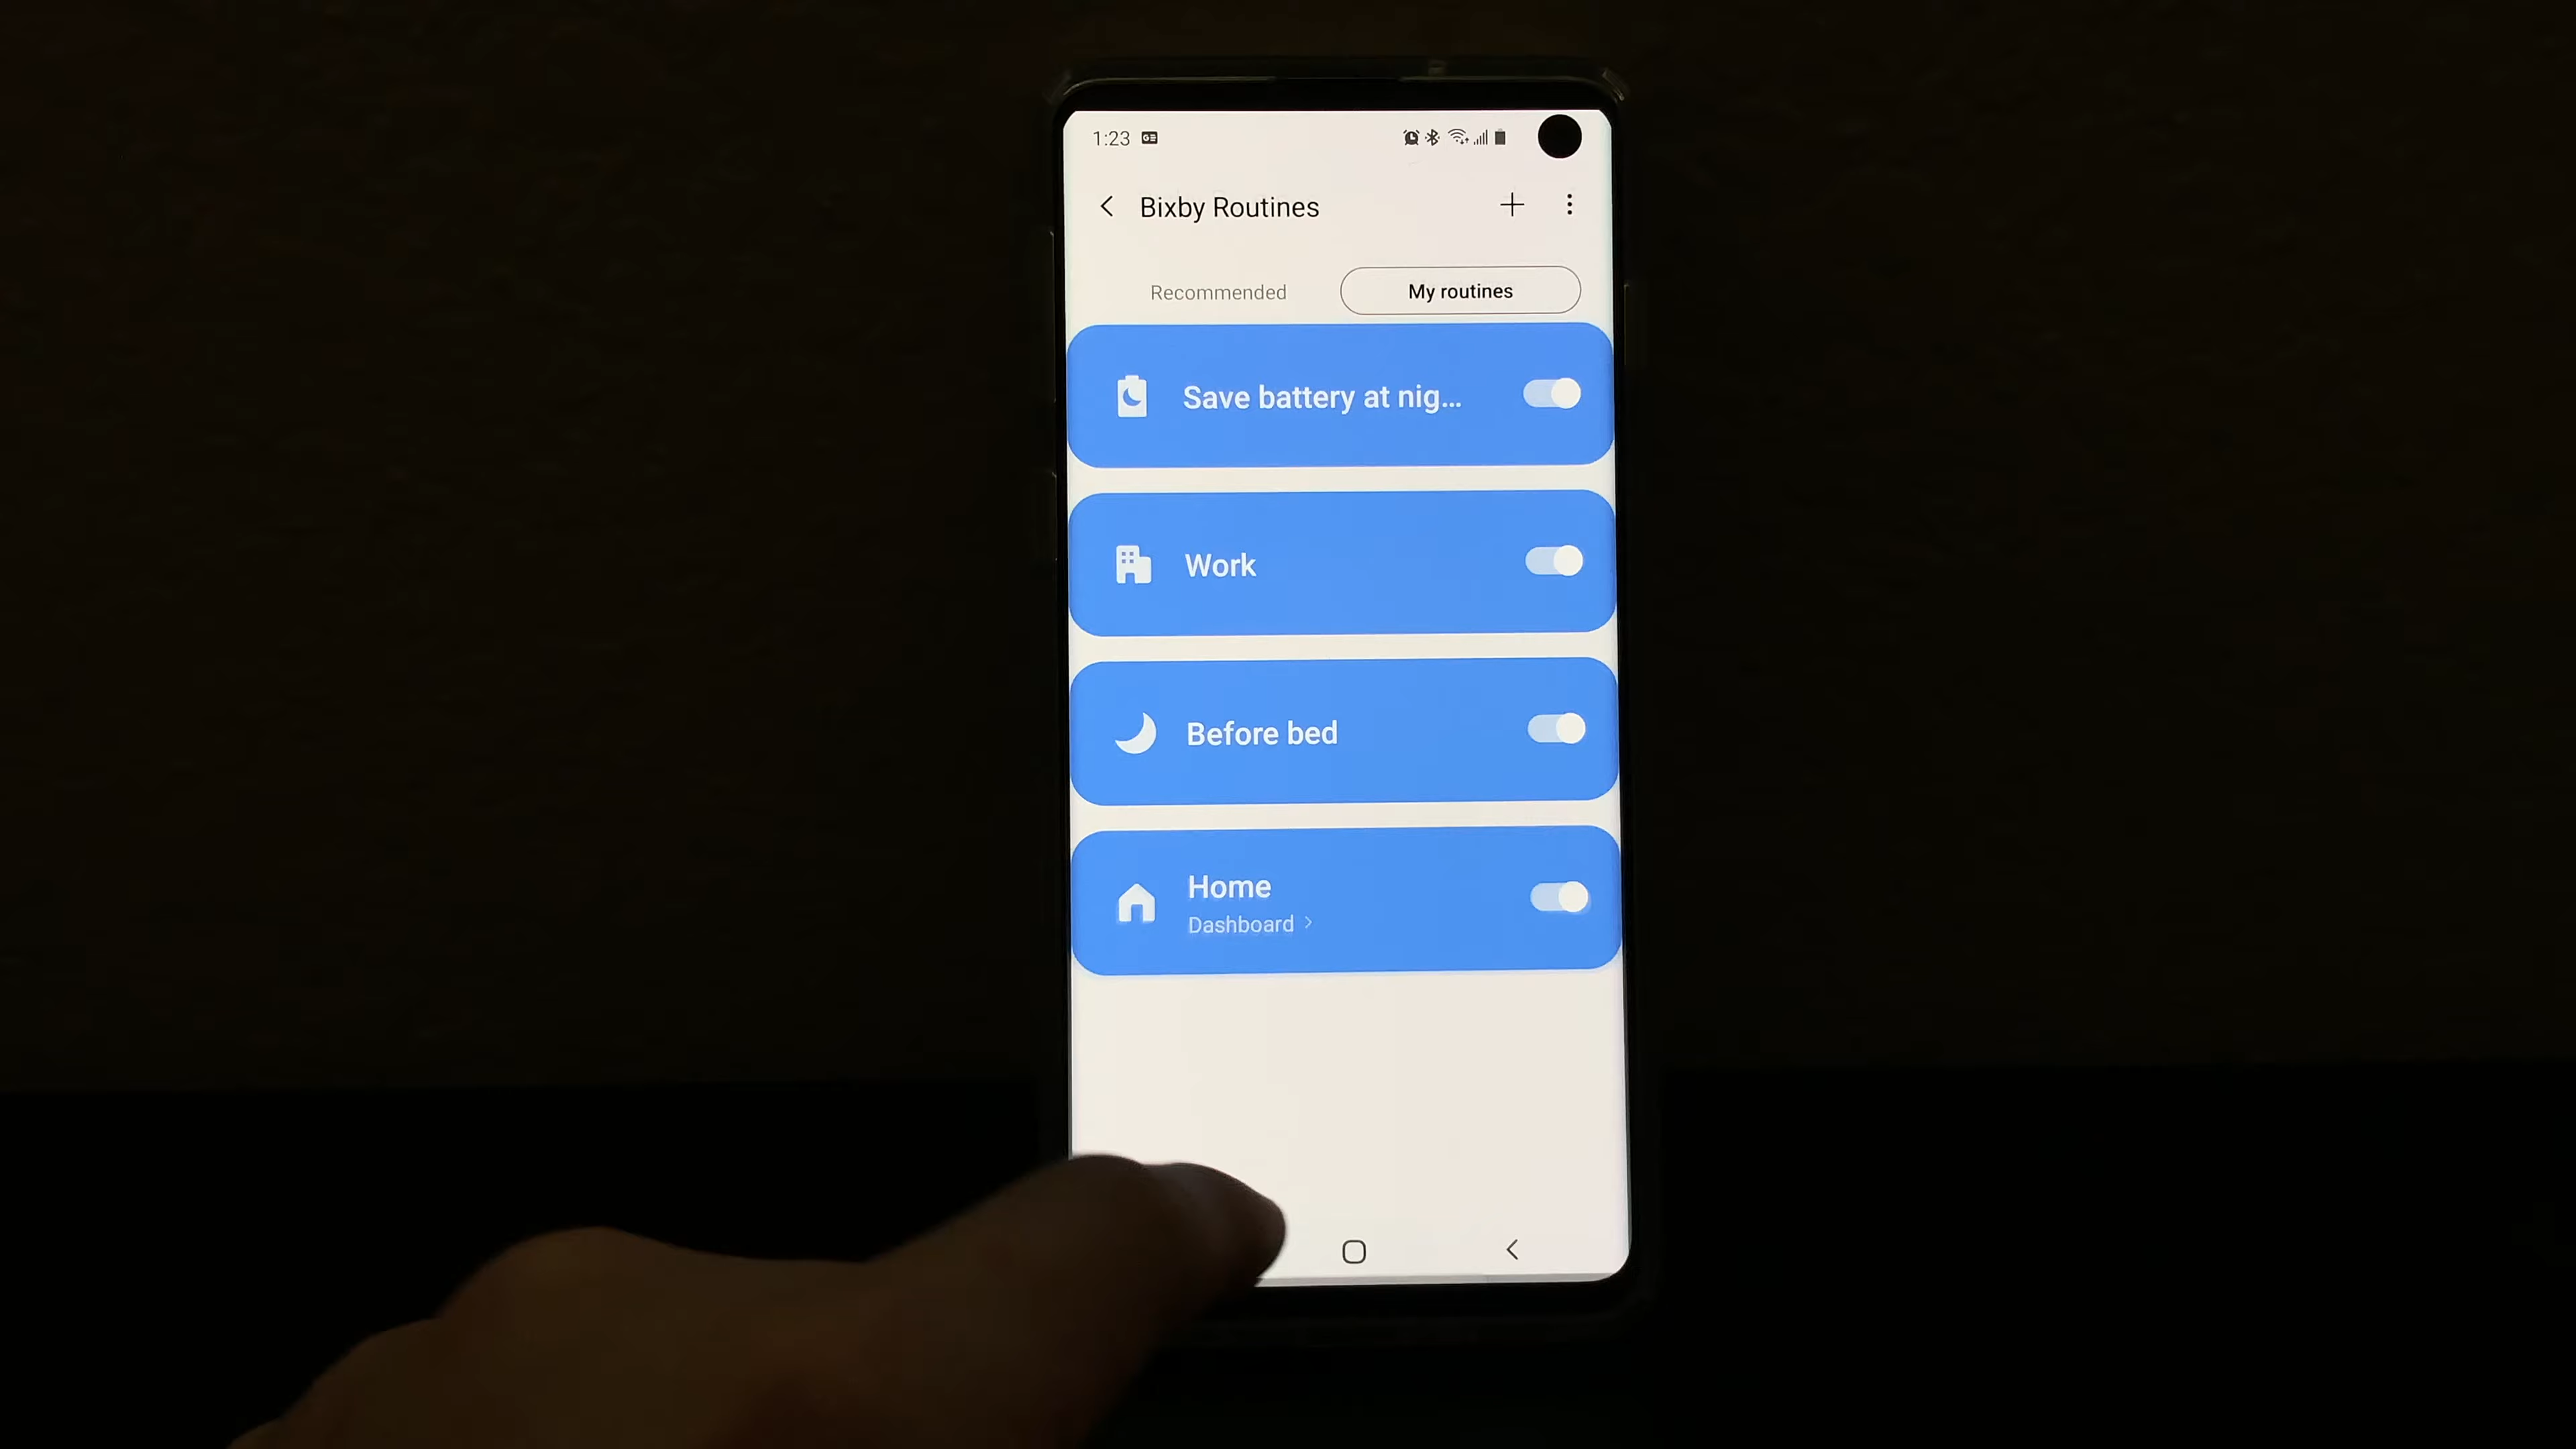 1:23
Bixby Routines
Recommended
My routines
Save battery at nig...
Work
Before bed
Home
Dashboard